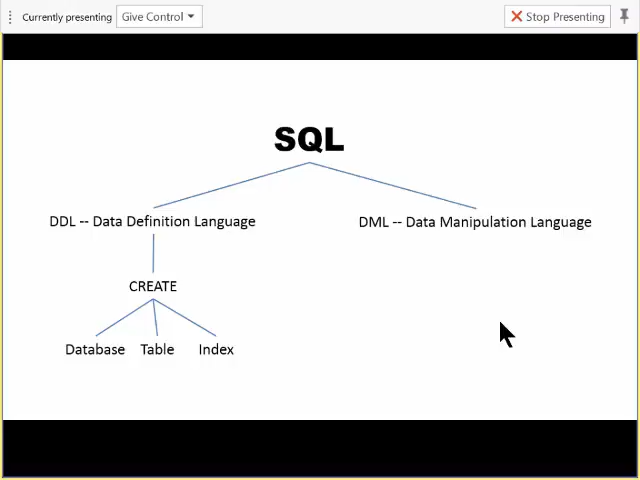 Currently presenting Give Control Stop Presenting
SQL
DDL -- Data Definition Language DML -- Data Manipulation Language
CREATE
Database Table Index